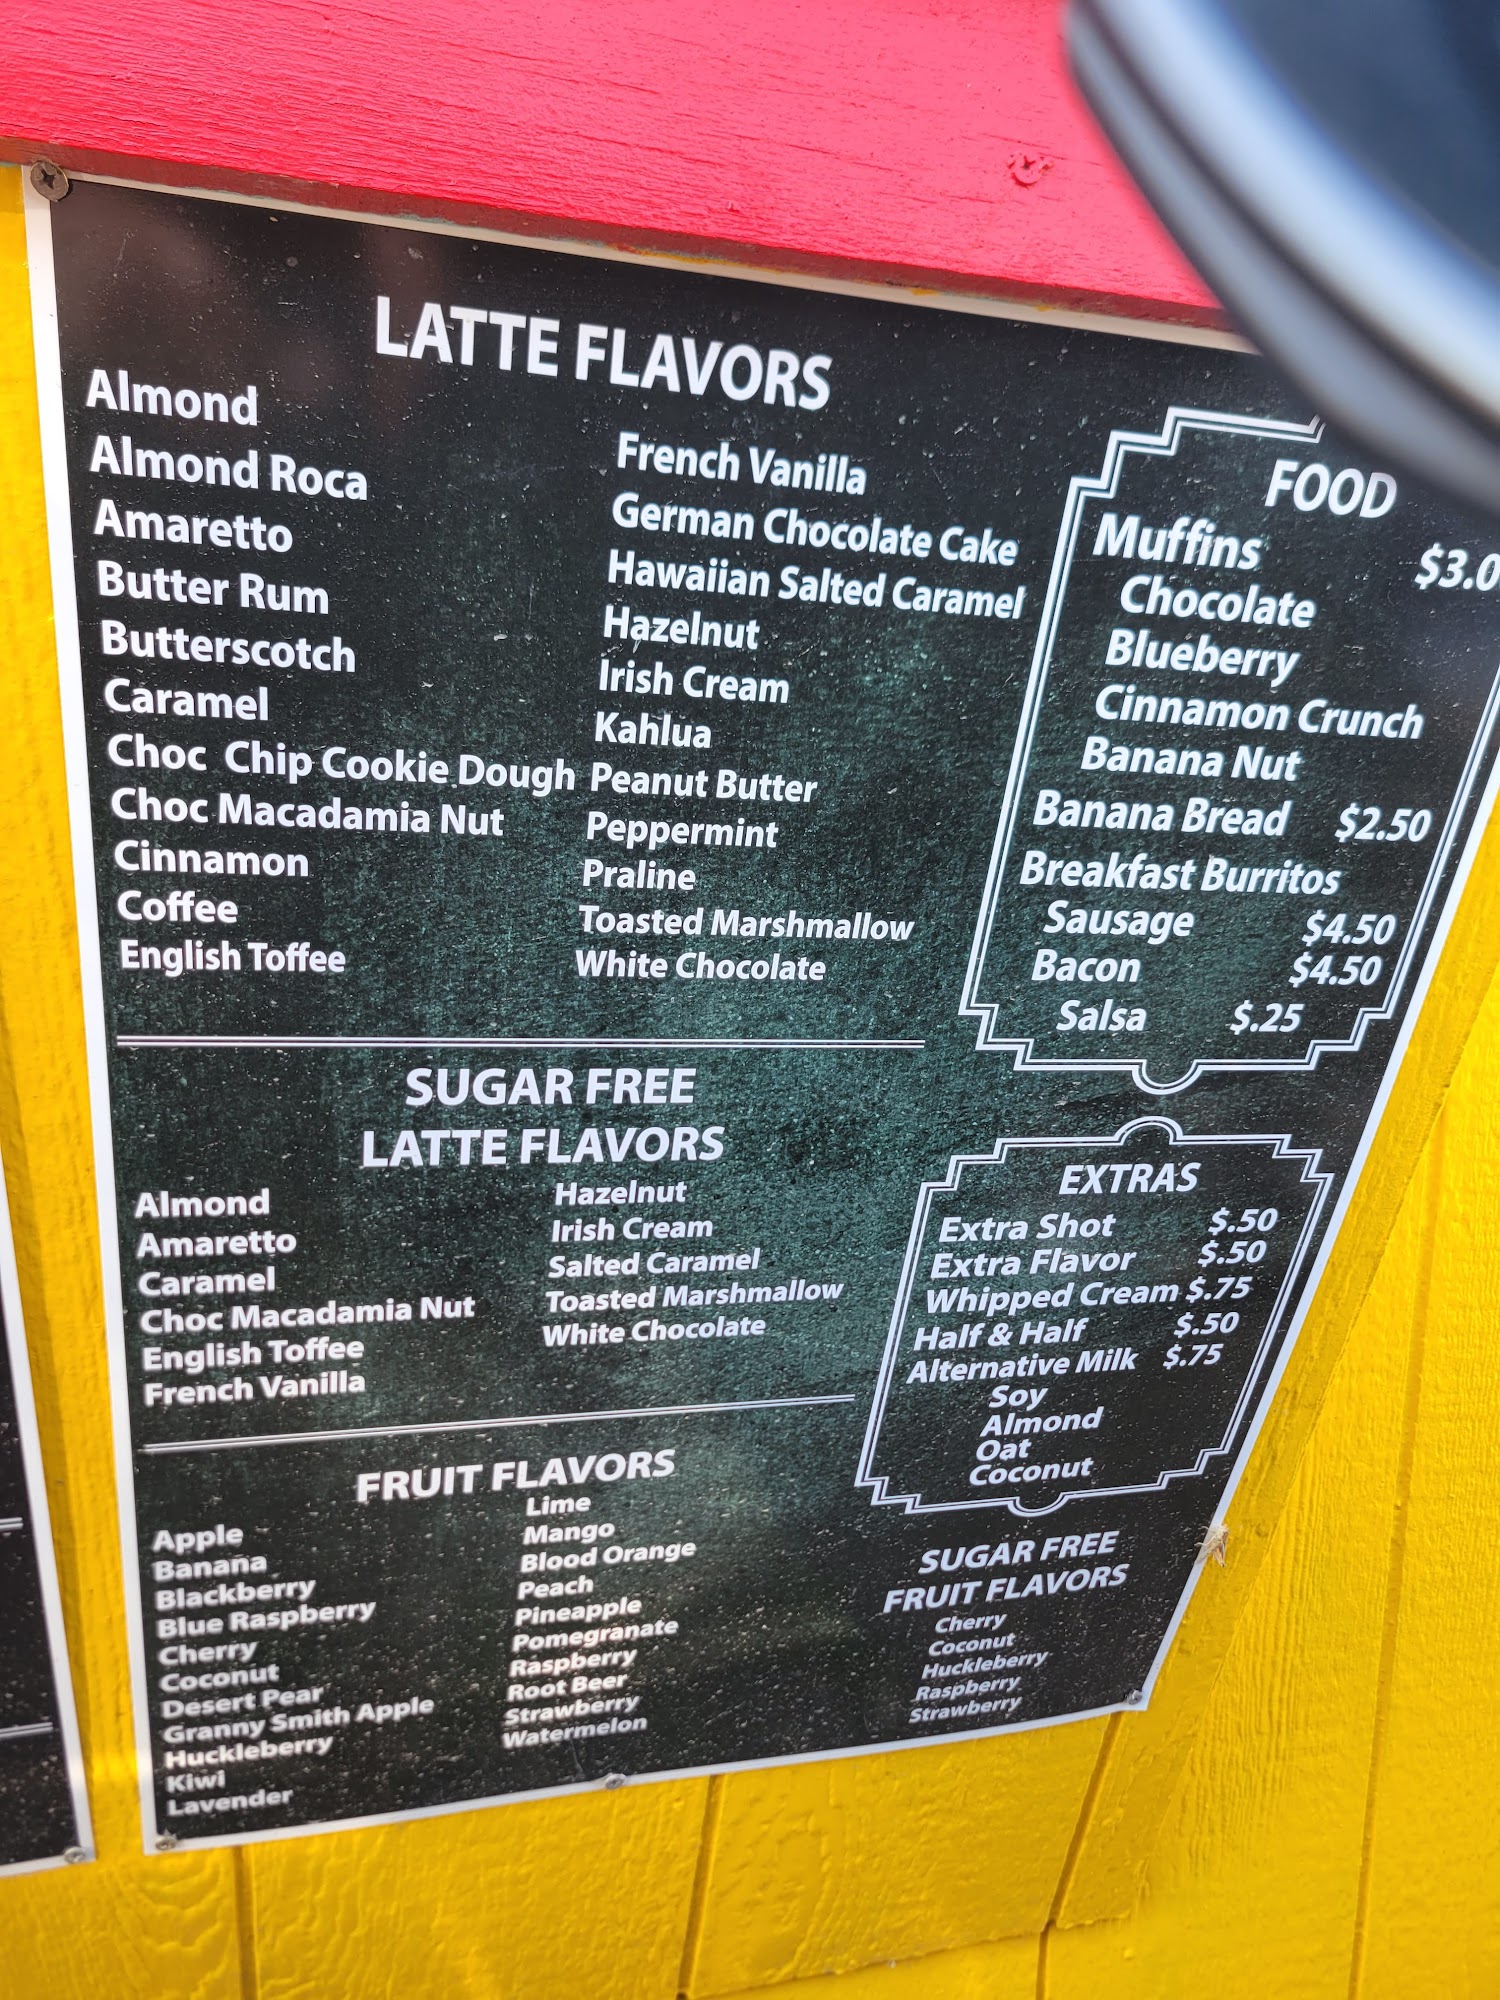 LATTE FLAVORS
Almond
Almond Roca
Amaretto
Butter Rum
Butterscotch
Caramel
Choc Chip Cookie Dough
Choc Macadamia Nut
Cinnamon
Coffee
English Toffee
French Vanilla
German Chocolate Cake
Hawaiian Salted Caramel
Hazelnut
Irish Cream
Kahlua
Peanut Butter
Peppermint
Praline
Toasted Marshmallow
White Chocolate
SUGAR FREE
LATTE FLAVORS
Almond
Amaretto
Caramel
Choc Macadamia Nut
English Toffee
French Vanilla
Hazelnut
Irish Cream
Salted Caramel
Toasted Marshmallow
White Chocolate
FRUIT FLAVORS
Apple
Banana
Blackberry
Blue Raspberry
Cherry
Coconut
Desert Pear
Granny Smith Apple
Huckleberry
Kiwi
Lavender
Lime
Mango
Blood Orange
Peach
Pineapple
Pomegranate
Raspberry
Root Beer
Strawberry
Watermelon
FOOD
Muffins $3.0
Chocolate
Blueberry
Cinnamon Crunch
Banana Nut
Banana Bread $2.50
Breakfast Burritos
Sausage $4.50
Bacon $4.50
Salsa $.25
EXTRAS
Extra Shot $.50
Extra Flavor $.50
Whipped Cream $.75
Half & Half $.50
Alternative Milk $.75
Soy
Almond
Oat
Coconut
SUGAR FREE
FRUIT FLAVORS
Cherry
Coconut
Huckleberry
Raspberry
Strawberry